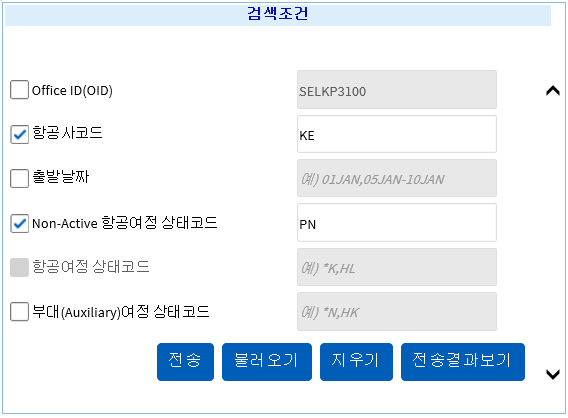 검색조건
Office ID(OID) SELKP3100
항공사코드 KE
출발날짜 예) 01JAN,05JAN-10JAN
Non-Active 항공여정 상태코드 PN
항공여정 상태코드 예) *K,HL
부대(Auxiliary)여정 상태코드 예) *N,HK
전송 불러오기 지우기 전송결과보기